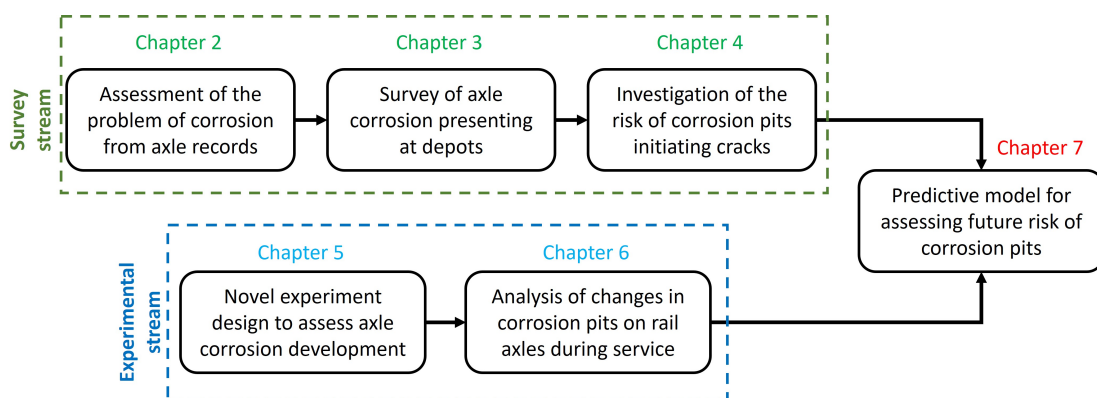 Survey
stream
Chapter 2
Assessment of the
problem of corrosion
from axle records
Chapter 3
Survey of axle
corrosion presenting
at depots
Chapter 4
Investigation of the
risk of corrosion pits
initiating cracks
Chapter 7
Predictive model for
assessing future risk of
corrosion pits
Experimental
stream
Chapter 5
Novel experiment
design to assess axle
corrosion development
Chapter 6
Analysis of changes in
corrosion pits on rail
axles during service